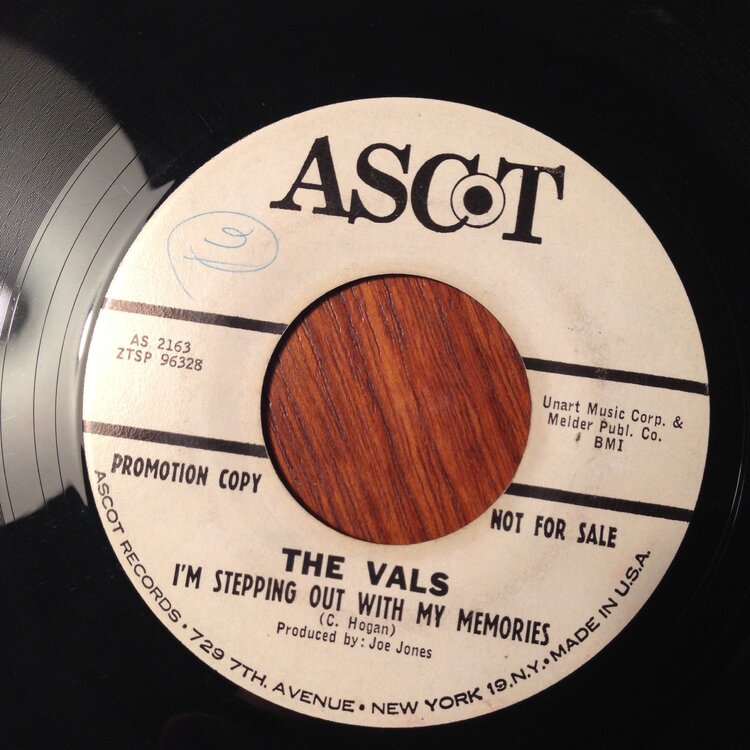 ASCOT
AS 2163
ZTSP 96328
Unart Music Corp. &
Melder Publ. Co.
BMI
PROMOTION COPY
NOT FOR SALE
THE VALS
I'M STEPPING OUT WITH MY MEMORIES
(C. Hogan)
Produced by: Joe Jones
ASCOT RECORDS • 729 7TH. AVENUE • NEW YORK 19, N.Y. • MADE IN U.S.A.